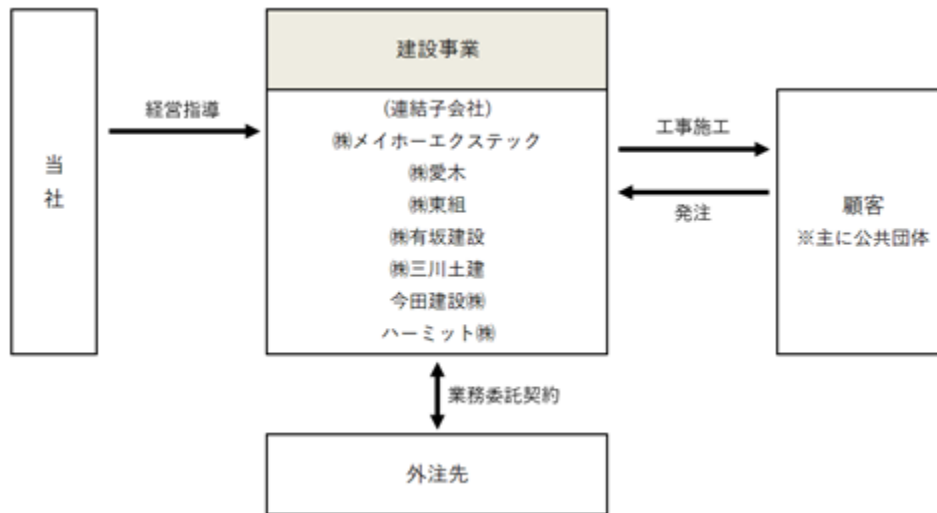 建設事業
経営指導
当
社
(連結子会社)
㈱メイホーエクステック
㈱愛木
㈱東組
㈱有坂建設
㈱三川土建
今田建設㈱
ハーミット㈱
工事施工
発注
顧客
※主に公共団体
業務委託契約
外注先